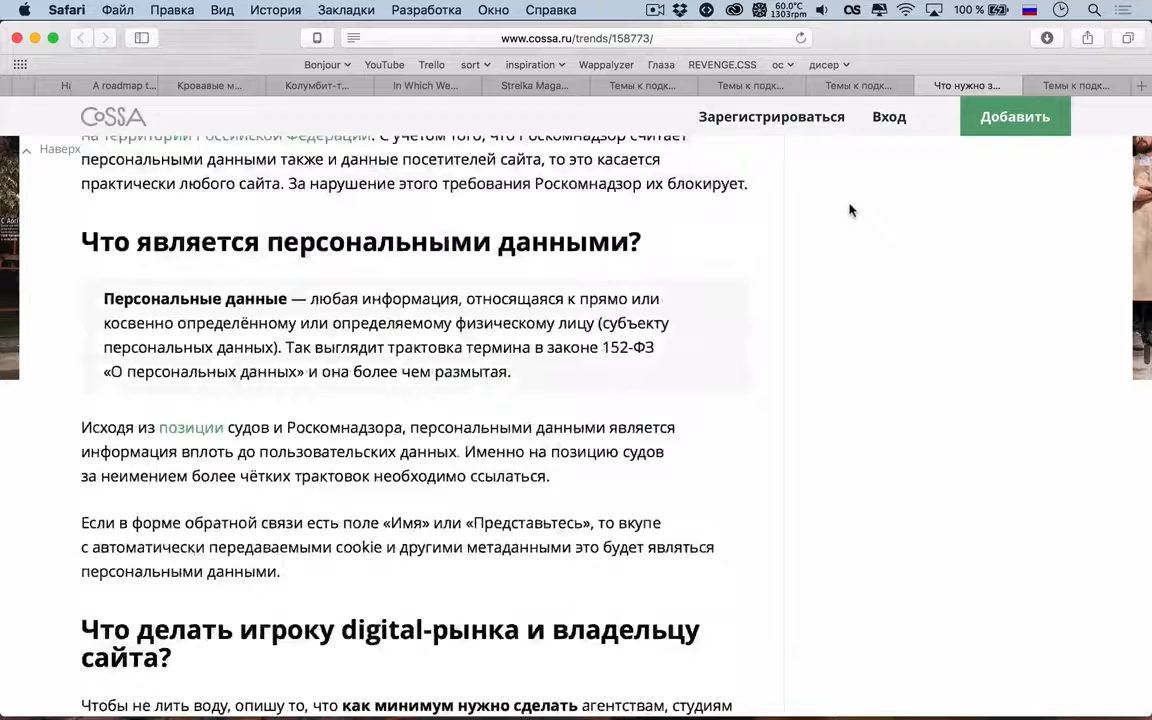 Safari Файл Правка Вид История Закладки Разработка Окно Справка 60.0°C 1303rpm 100 %
www.cossa.ru/trends/158773/
Bonjour YouTube Trello sort inspiration Wappalyzer Глаза REVENGE.CSS ос дисер
На A roadmap t... Кровавые м... Колумбит-т... In Which We... Strelka Maga... Темы к подк... Темы к подк... Темы к подк... Что нужно з... Темы к подк...
COSSA Зарегистрироваться Вход Добавить
на территории Российской Федерации. С учётом того, что Роскомнадзор считает
Наверх
персональными данными также и данные посетителей сайта, то это касается
практически любого сайта. За нарушение этого требования Роскомнадзор их блокирует.
Что является персональными данными?
Персональные данные — любая информация, относящаяся к прямо или
косвенно определённому или определяемому физическому лицу (субъекту
персональных данных). Так выглядит трактовка термина в законе 152-ФЗ
«О персональных данных» и она более чем размытая.
Исходя из позиции судов и Роскомнадзора, персональными данными является
информация вплоть до пользовательских данных. Именно на позицию судов
за неимением более чётких трактовок необходимо ссылаться.
Если в форме обратной связи есть поле «Имя» или «Представьтесь», то вкупе
с автоматически передаваемыми cookie и другими метаданными это будет являться
персональными данными.
Что делать игроку digital-рынка и владельцу
сайта?
Чтобы не лить воду, опишу то, что как минимум нужно сделать агентствам, студиям